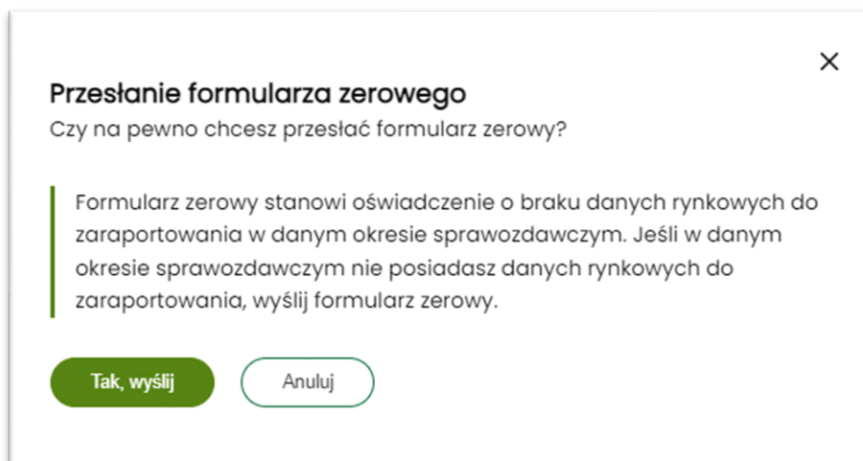 Przesłanie formularza zerowego
Czy na pewno chcesz przesłać formularz zerowy?
Formularz zerowy stanowi oświadczenie o braku danych rynkowych do
zaraportowania w danym okresie sprawozdawczym. Jeśli w danym
okresie sprawozdawczym nie posiadasz danych rynkowych do
zaraportowania, wyślij formularz zerowy.
Tak, wyślij Anuluj